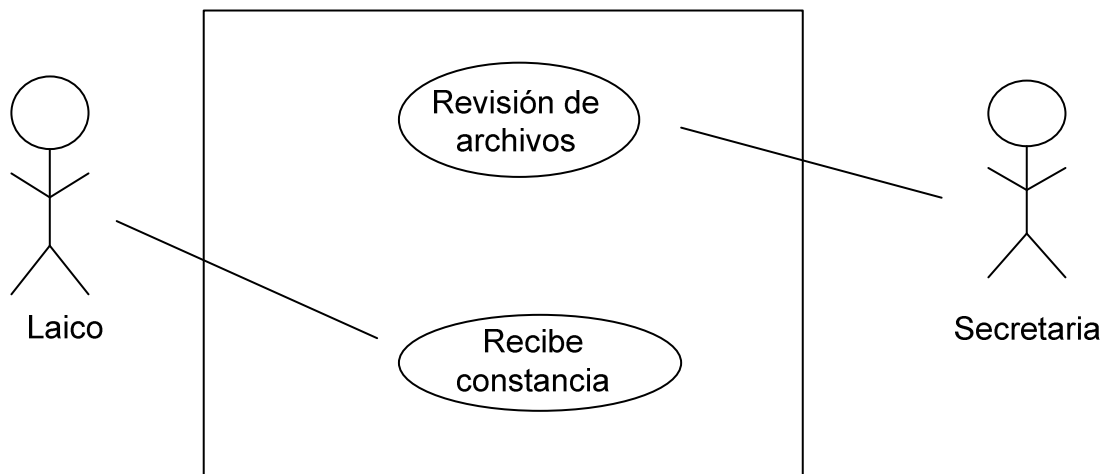 Revisión de
archivos
Laico
Secretaria
Recibe
constancia